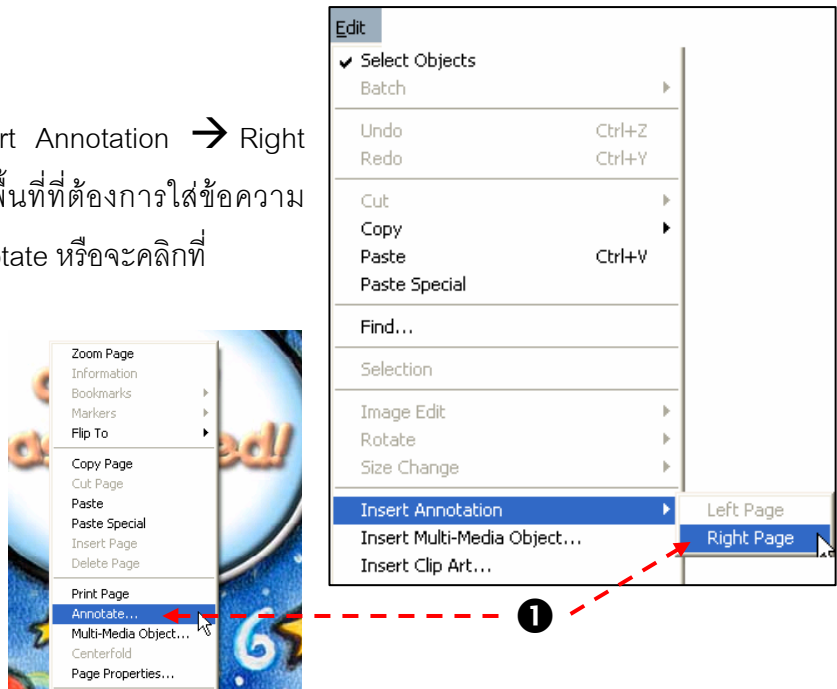 rt Annotation → Right
พื้นที่ที่ต้องการใส่ข้อความ
tate หรือจะคลิกที่
Edit
Select Objects
Batch
Undo Ctrl+Z
Redo Ctrl+Y
Cut
Copy
Paste Ctrl+V
Paste Special
Find...
Selection
Image Edit
Rotate
Size Change
Insert Annotation
Insert Multi-Media Object...
Insert Clip Art...
Left Page
Right Page
Zoom Page
Information
Bookmarks
Markers
Flip To
Copy Page
Cut Page
Paste
Paste Special
Insert Page
Delete Page
Print Page
Annotate...
Multi-Media Object...
Centerfold
Page Properties...
6
❶